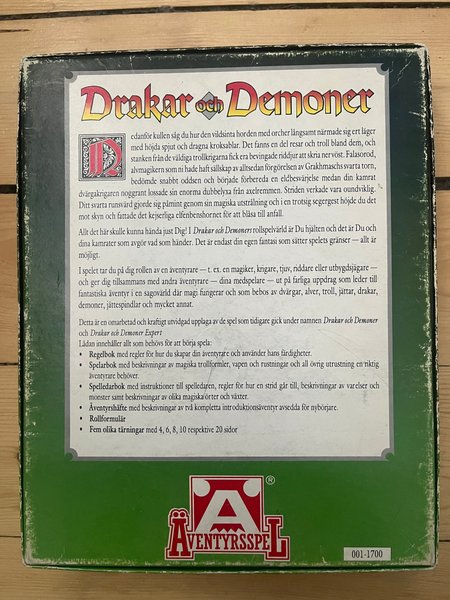 Drakar och Demoner
Nedanför kullen såg du hur den vildsinta horden med orcher långsamt närmade sig ert läger
med höjda spjut och dragna kroksablar. Det fanns en del resar och troll bland dem, och
stanken från de väldiga trollkrigarna fick era bevingade riddjur att skria nervöst. Falasorod,
alvmagikern som ni hade haft sällskap av alltsedan förgörelsen av Grakhmaschs svarta torn,
bedömde snabbt oddsen och började förbereda en eldbesvärjelse medan din kamrat
dvärgakrigaren noggrant lossade sin enorma dubbelyxa från axelremmen. Striden verkade vara oundviklig.
Ditt svarta runsvärd gjorde sig påmint genom sin magiska utstrålning och i en trotsig segergest höjde du det
mot skyn och fattade det kejserliga elfenbenshornet för att blåsa till anfall.
Allt det här skulle kunna hända just Dig! I Drakar och Demoners rollspelvärld är Du hjälten och det är Du och
dina kamrater som avgör vad som händer. Det är endast din egen fantasi som sätter spelets gränser — allt är
möjligt.
I spelet tar du på dig rollen av en äventyrare — t. ex. en magiker, krigare, tjuv, riddare eller utbygdsjägare —
och ger dig tillsammans med andra äventyrare — dina medspelare — ut på farliga uppdrag som leder till
fantastiska äventyr i en sagovärld där magi fungerar och som bebos av dvärgar, alver, troll, jättar, drakar,
demoner, jättespindlar och mycket annat.
Detta är en omarbetad och kraftigt utvidgad upplaga av de spel som tidigare gick under namnen Drakar och Demoner
och Drakar och Demoner Expert
Lådan innehåller allt som behövs för att börja spela:
• Regelbok med regler för hur du skapar din äventyrare och använder hans färdigheter.
• Spelarbok med beskrivningar av magiska trollformler, vapen och rustningar och all övrig utrustning en riktig
äventyrare behöver.
• Spelledarbok med instruktioner till spelledaren, regler för hur en strid går till, beskrivningar av varelser och
monster samt beskrivningar av olika magiska örter och växter.
• Äventyrshäfte med beskrivningar av två kompletta introduktionsäventyr avsedda för nybörjare.
• Rollformulär
• Fem olika tärningar med 4, 6, 8, 10 respektive 20 sidor
A ®
ÄVENTYRSSPEL
001-1700